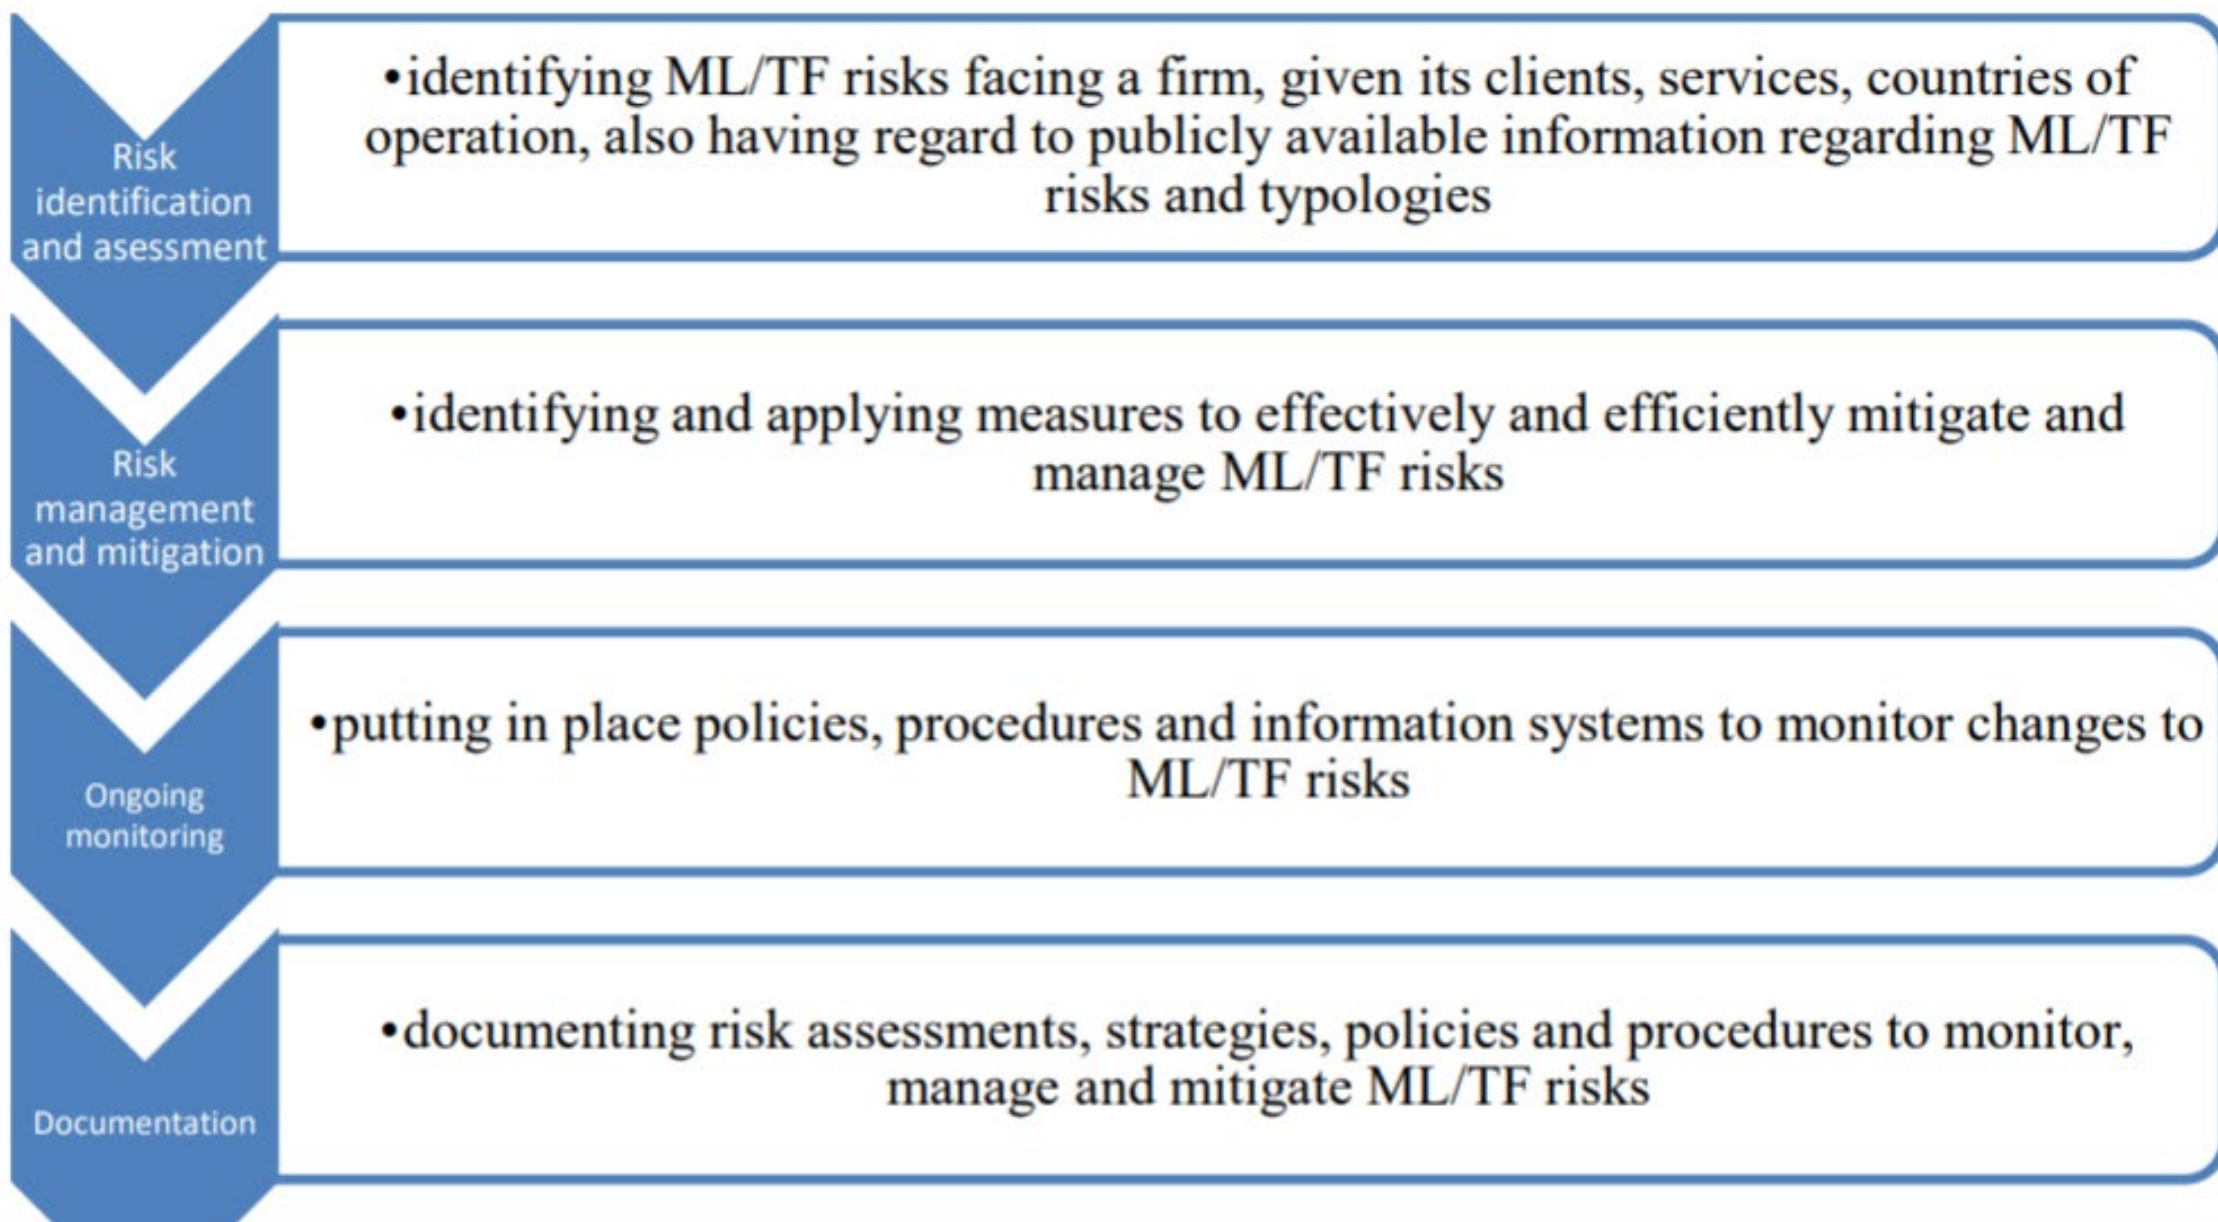 Risk
identification
and asessment
•identifying ML/TF risks facing a firm, given its clients, services, countries of
operation, also having regard to publicly available information regarding ML/TF
risks and typologies
Risk
management
and mitigation
•identifying and applying measures to effectively and efficiently mitigate and
manage ML/TF risks
Ongoing
monitoring
•putting in place policies, procedures and information systems to monitor changes to
ML/TF risks
Documentation
•documenting risk assessments, strategies, policies and procedures to monitor,
manage and mitigate ML/TF risks